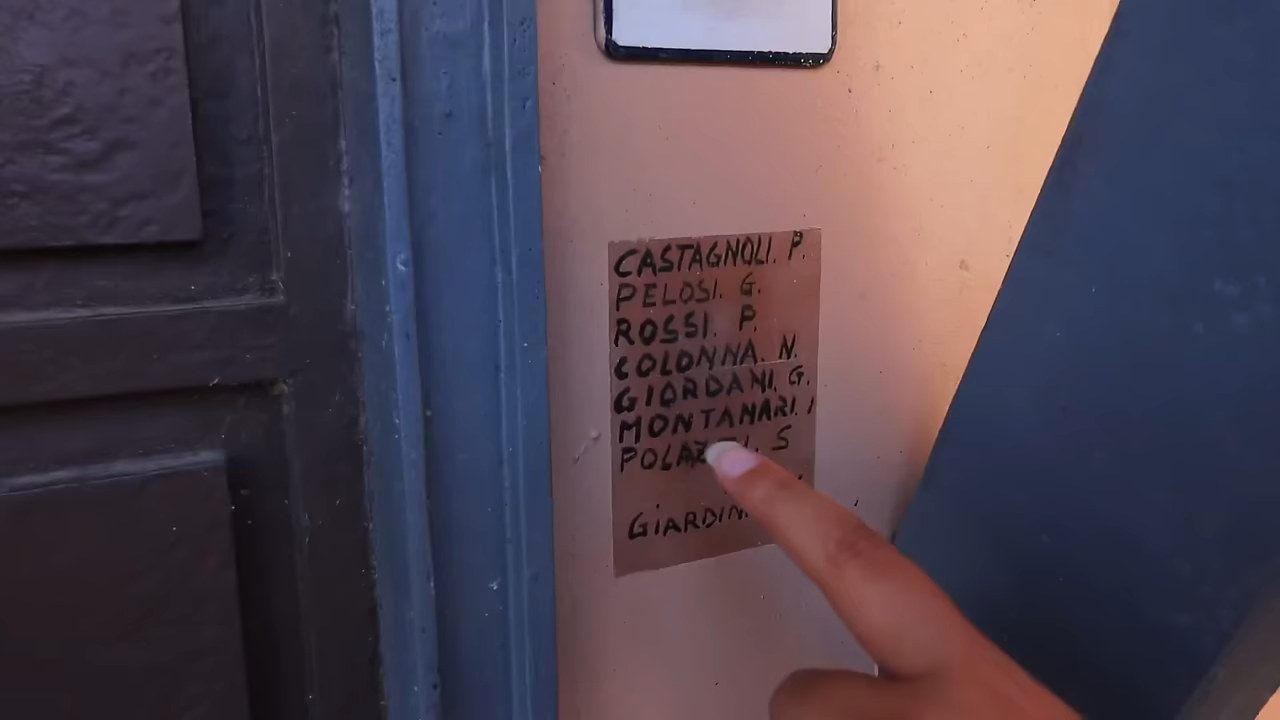 CASTAGNOLI. P.
PELOSI. G.
ROSSI. P.
COLONNA. N.
GIORDANI. G.
MONTANARI.
S